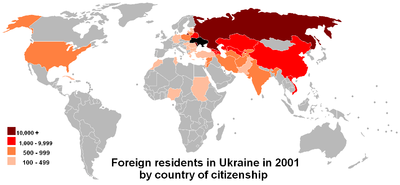 10,000 +
1,000 - 9,999
500 - 999
100 - 499
Foreign residents in Ukraine in 2001
by country of citizenship